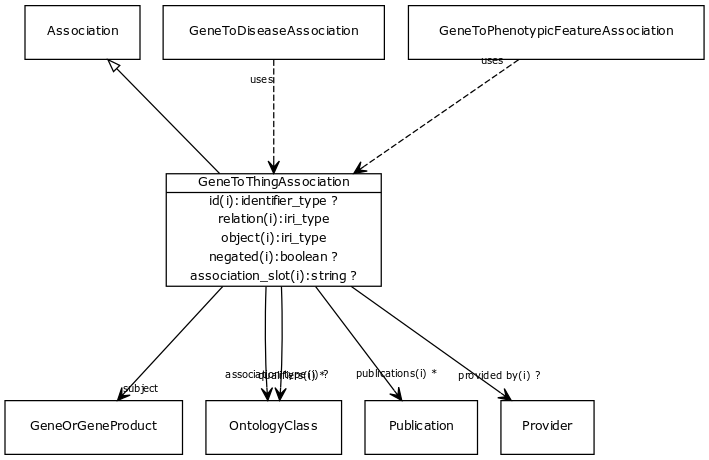 Association
GeneToDiseaseAssociation
GeneToPhenotypicFeatureAssociation
uses
uses
GeneToThingAssociation
id(i):identifier_type ?
relation(i):iri_type
object(i):iri_type
negated(i):boolean ?
association_slot(i):string ?
subject
association type(i) ?
qualifiers(i) *
publications(i) *
provided by(i) ?
GeneOrGeneProduct
OntologyClass
Publication
Provider